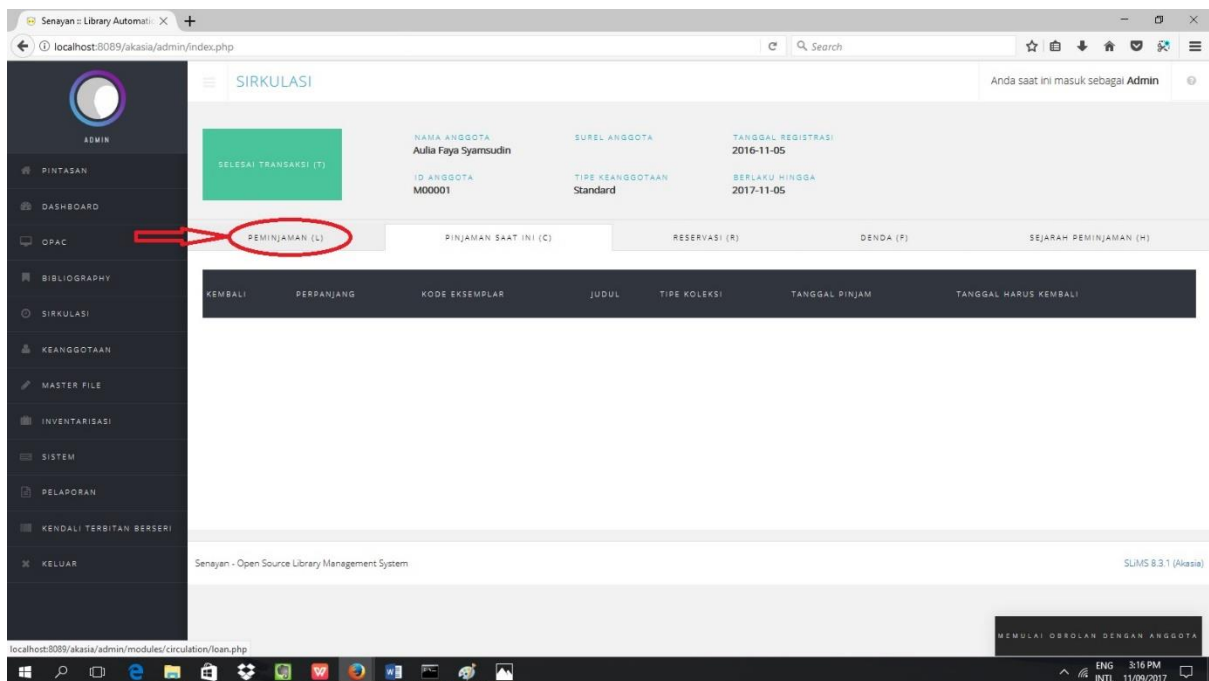 Senayan :: Library Automatic
localhost:8089/akasia/admin/index.php
Search
SIRKULASI
Anda saat ini masuk sebagai Admin
ADMIN
PINTASAN
DASHBOARD
OPAC
BIBLIOGRAPHY
SIRKULASI
KEANGGOTAAN
MASTER FILE
INVENTARISASI
SISTEM
PELAPORAN
KENDALI TERBITAN BERSERI
KELUAR
SELESAI TRANSAKSI (T)
NAMA ANGGOTA
Aulia Faya Syamsudin
SUREL ANGGOTA
TANGGAL REGISTRASI
2016-11-05
ID ANGGOTA
M00001
TIPE KEANGGOTAAN
Standard
BERLAKU HINGGA
2017-11-05
PEMINJAMAN (L)
PINJAMAN SAAT INI (C)
RESERVASI (R)
DENDA (F)
SEJARAH PEMINJAMAN (H)
KEMBALI
PERPANJANG
KODE EKSEMPLAR
JUDUL
TIPE KOLEKSI
TANGGAL PINJAM
TANGGAL HARUS KEMBALI
Senayan - Open Source Library Management System
SLiMS 8.3.1 (Akasia)
MEMULAI OBROLAN DENGAN ANGGOTA
localhost:8089/akasia/admin/modules/circulation/loan.php
ENG
INTL
3:16 PM
11/09/2017